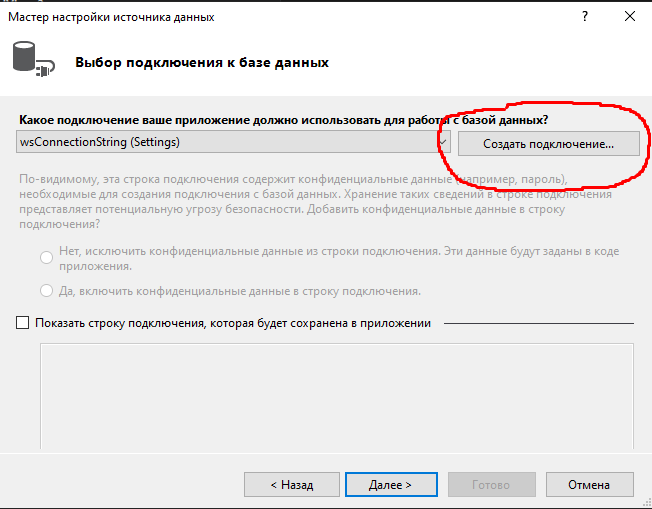 Мастер настройки источника данных
Выбор подключения к базе данных
Какое подключение ваше приложение должно использовать для работы с базой данных?
wsConnectionString (Settings)
Создать подключение...
По-видимому, эта строка подключения содержит конфиденциальные данные (например, пароль),
необходимые для создания подключения с базой данных. Хранение таких сведений в строке подключения
представляет потенциальную угрозу безопасности. Добавить конфиденциальные данные в строку
подключения?
Нет, исключить конфиденциальные данные из строки подключения. Эти данные будут заданы в коде
приложения.
Да, включить конфиденциальные данные в строку подключения.
Показать строку подключения, которая будет сохранена в приложении
< Назад
Далее >
Готово
Отмена